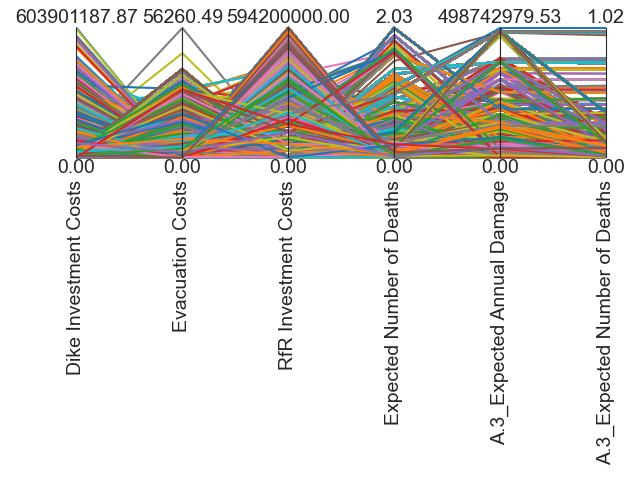 603901187.87 56260.49 594200000.00 2.03 498742979.53 1.02
0.00 0.00 0.00 0.00 0.00 0.00
Dike Investment Costs
Evacuation Costs
RfR Investment Costs
Expected Number of Deaths
A.3_Expected Annual Damage
A.3_Expected Number of Deaths